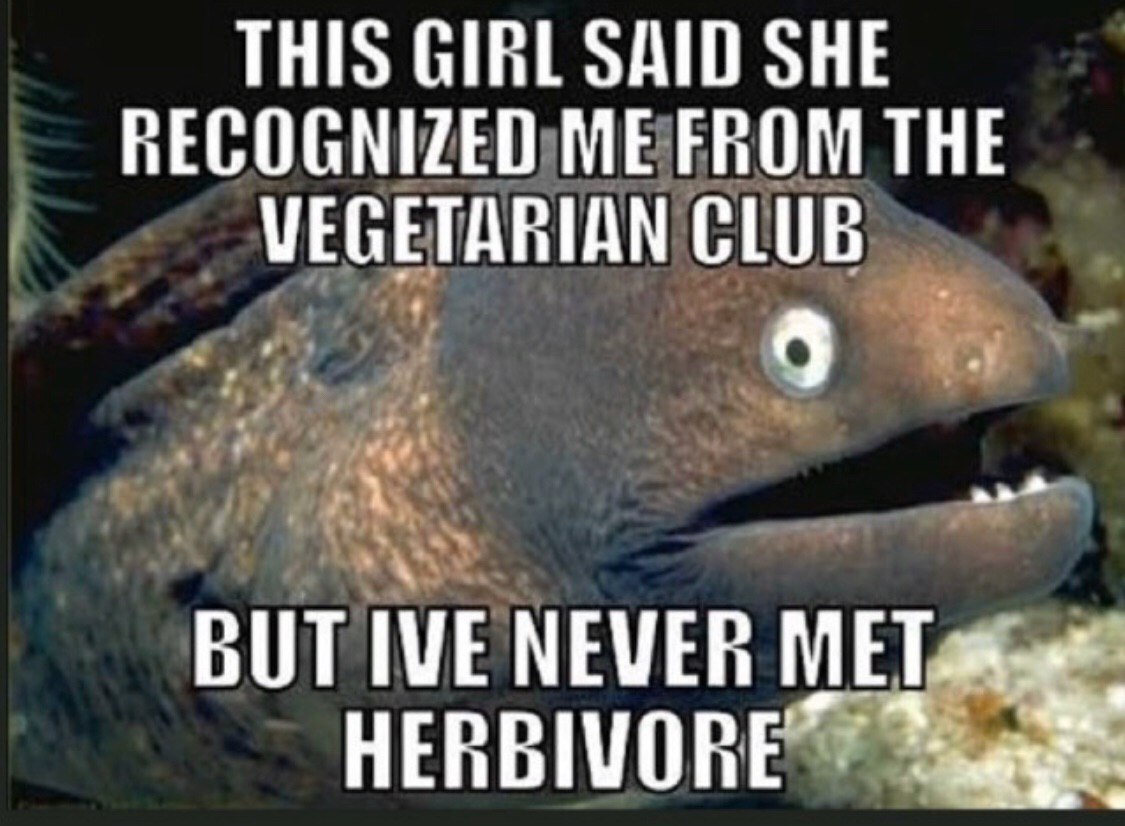 THIS GIRL SAID SHE
RECOGNIZED ME FROM THE
VEGETARIAN CLUB
BUT IVE NEVER MET
HERBIVORE